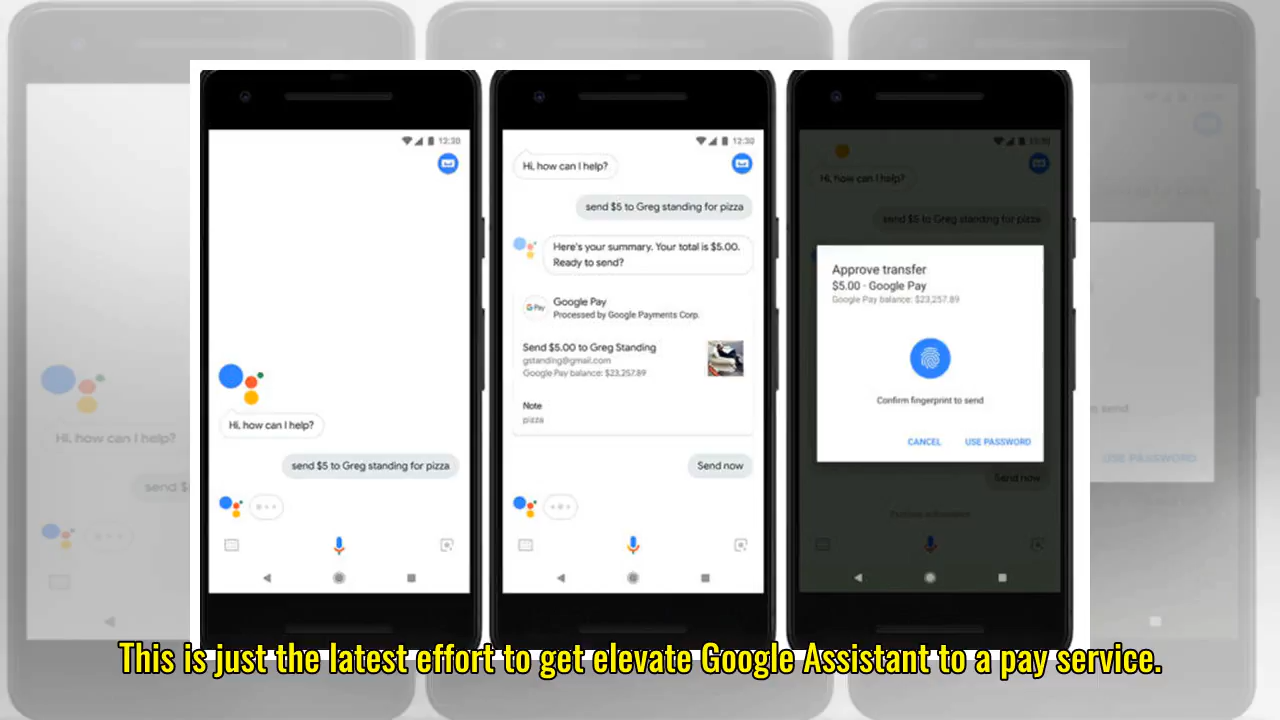 12:30
Hi, how can I help?
send $5 to Greg standing for pizza
12:30
Hi, how can I help?
send $5 to Greg standing for pizza
Here's your summary. Your total is $5.00.
Ready to send?
G Pay
Google Pay
Processed by Google Payments Corp.
Send $5.00 to Greg Standing
gstanding@gmail.com
Google Pay balance: $23,257.89
Note
pizza
Send now
12:30
Hi, how can I help?
send $5 to Greg standing for pizza
Approve transfer
$5.00 - Google Pay
Google Pay balance: $23,257.89
Confirm fingerprint to send
CANCEL
USE PASSWORD
Send now
Hi, how can I help?
send $
USE PASSWORD
This is just the latest effort to get elevate Google Assistant to a pay service.